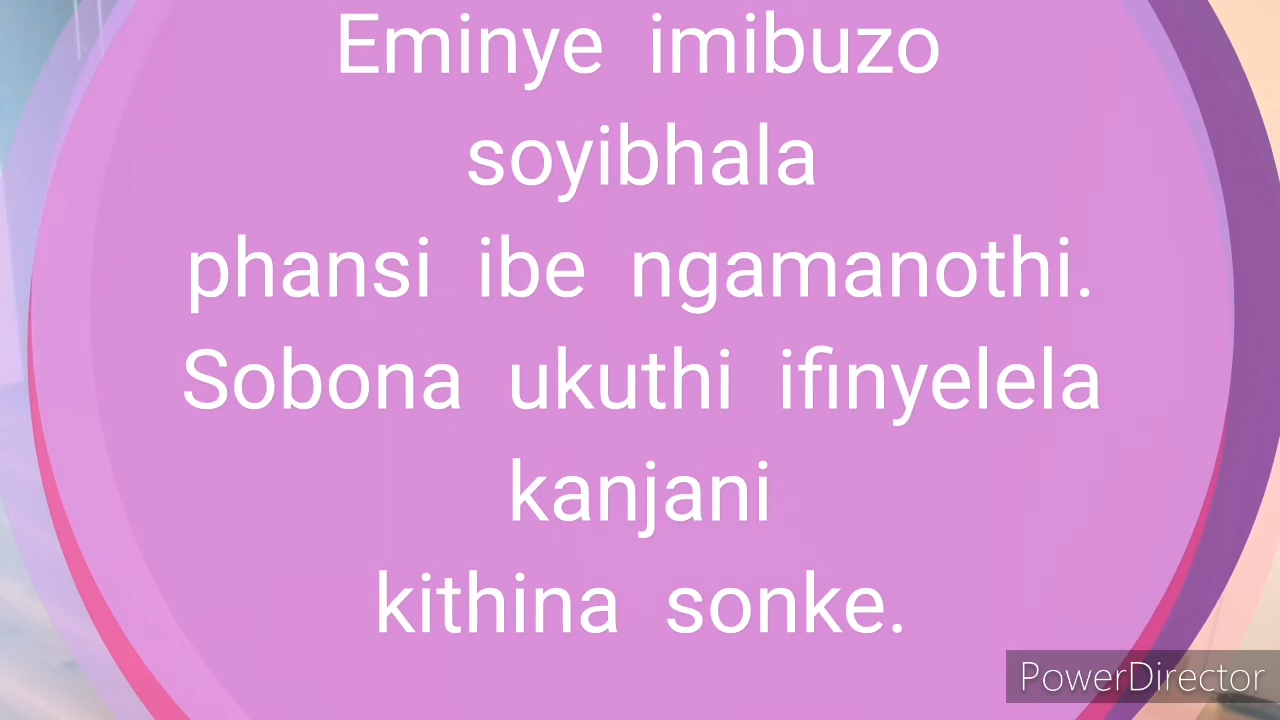 Eminye imibuzo
soyibhala
phansi ibe ngamanothi.
Sobona ukuthi ifinyelela
kanjani
kithina sonke.
PowerDirector